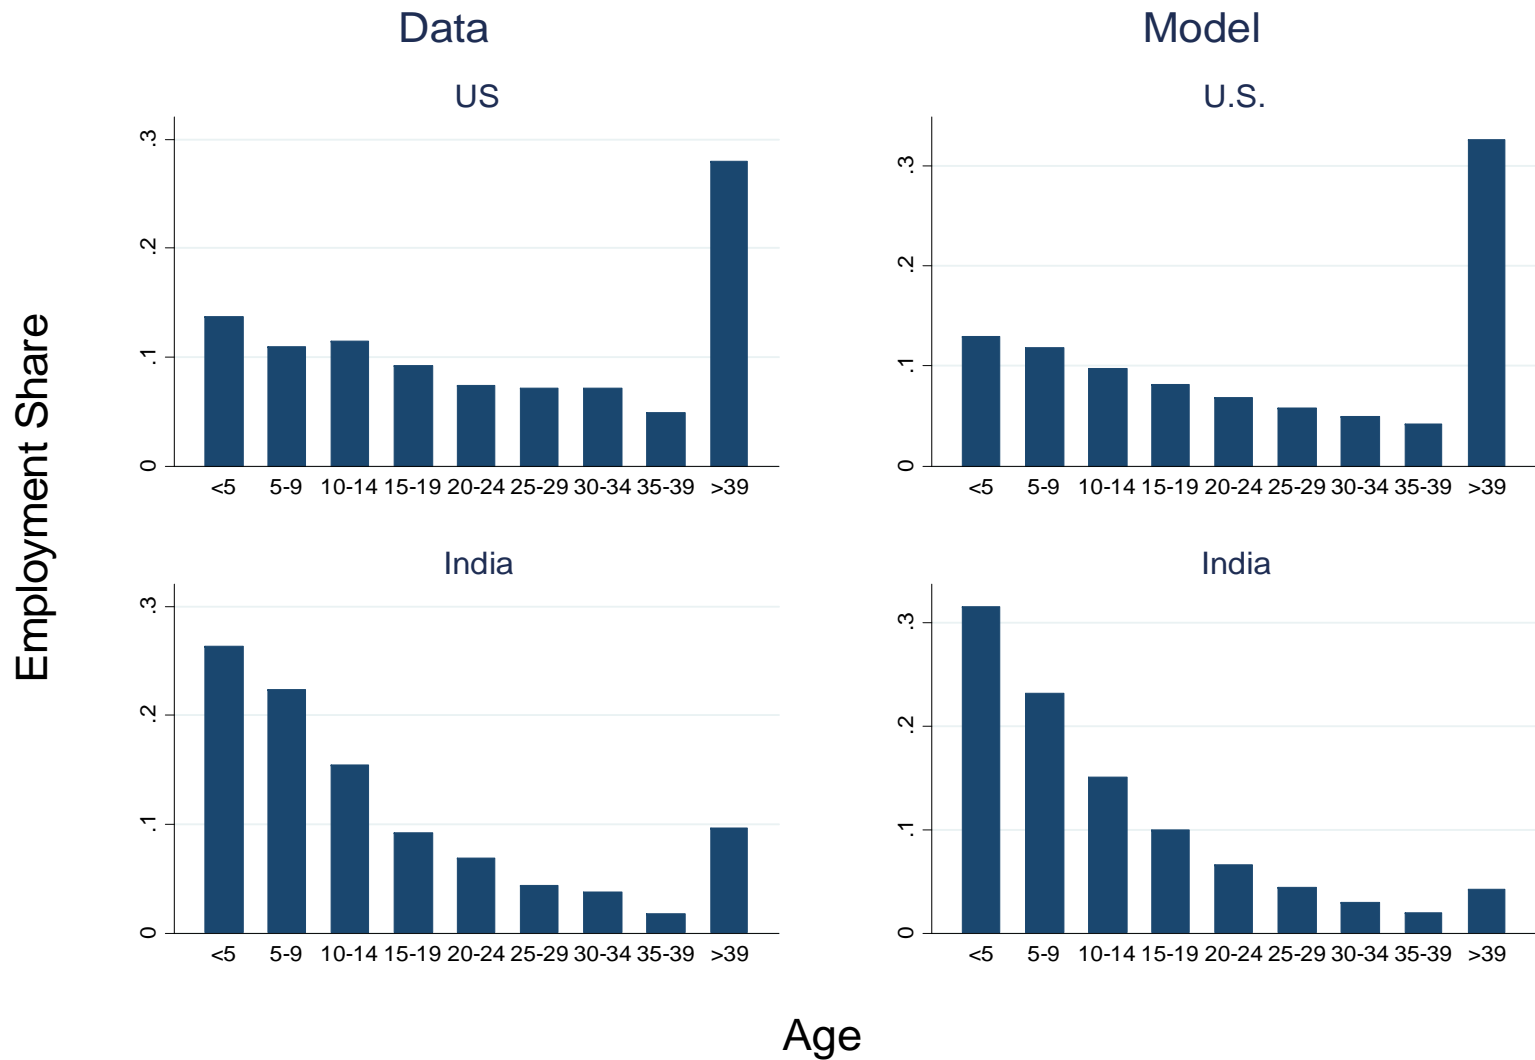 Data
Model
Employment Share
US
.3
.2
.1
0
<5 5-9 10-14 15-19 20-24 25-29 30-34 35-39 >39
U.S.
.3
.2
.1
0
<5 5-9 10-14 15-19 20-24 25-29 30-34 35-39 >39
India
.3
.2
.1
0
<5 5-9 10-14 15-19 20-24 25-29 30-34 35-39 >39
India
.3
.2
.1
0
<5 5-9 10-14 15-19 20-24 25-29 30-34 35-39 >39
Age